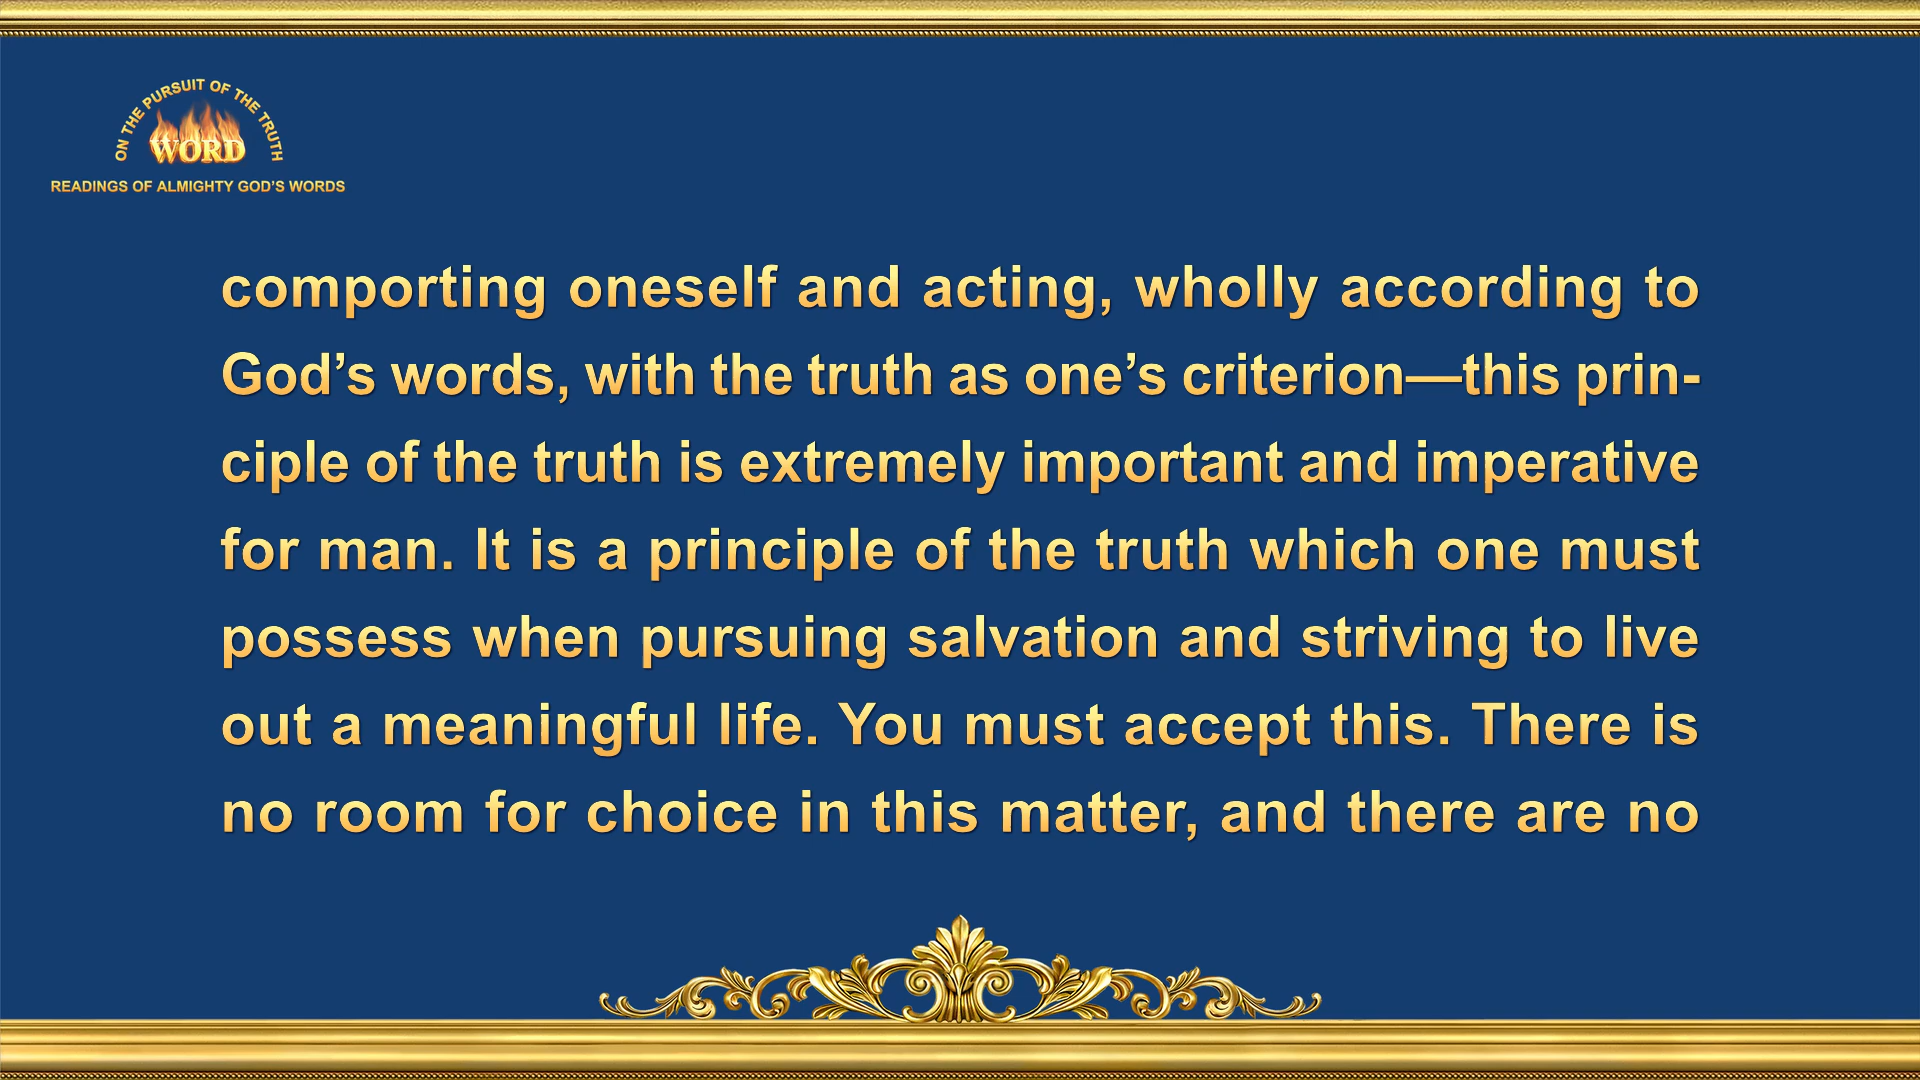 ON THE PURSUIT OF THE TRUTH
WORD
READINGS OF ALMIGHTY GOD’S WORDS
comporting oneself and acting, wholly according to
God’s words, with the truth as one’s criterion—this prin-
ciple of the truth is extremely important and imperative
for man. It is a principle of the truth which one must
possess when pursuing salvation and striving to live
out a meaningful life. You must accept this. There is
no room for choice in this matter, and there are no